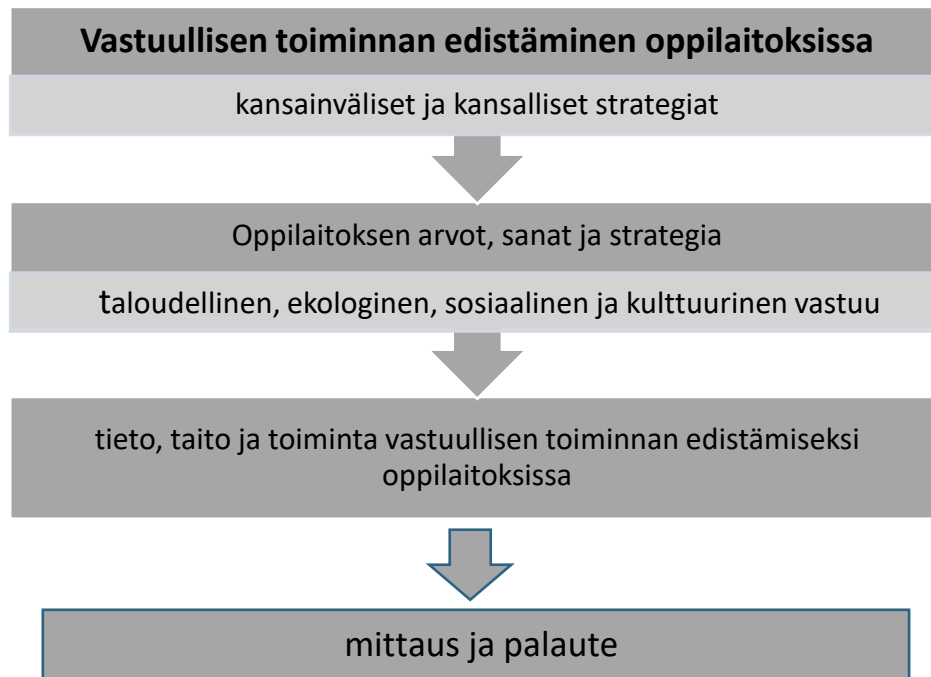 Vastuullisen toiminnan edistäminen oppilaitoksissa
kansainväliset ja kansalliset strategiat
Oppilaitoksen arvot, sanat ja strategia
taloudellinen, ekologinen, sosiaalinen ja kulttuurinen vastuu
tieto, taito ja toiminta vastuullisen toiminnan edistämiseksi
oppilaitoksissa
mittaus ja palaute